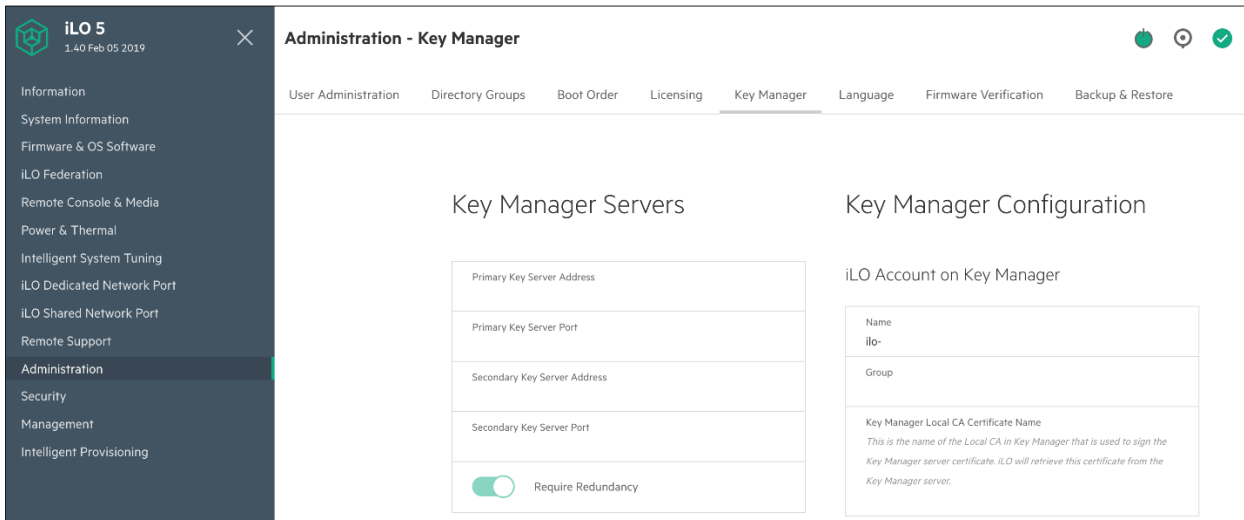 iLO 5
1.40 Feb 05 2019
Administration - Key Manager
Information
System Information
Firmware & OS Software
iLO Federation
Remote Console & Media
Power & Thermal
Intelligent System Tuning
iLO Dedicated Network Port
iLO Shared Network Port
Remote Support
Administration
Security
Management
Intelligent Provisioning
User Administration
Directory Groups
Boot Order
Licensing
Key Manager
Language
Firmware Verification
Backup & Restore
Key Manager Servers
Primary Key Server Address
Primary Key Server Port
Secondary Key Server Address
Secondary Key Server Port
Require Redundancy
Key Manager Configuration
iLO Account on Key Manager
Name
ilo-
Group
Key Manager Local CA Certificate Name
This is the name of the Local CA in Key Manager that is used to sign the
Key Manager server certificate. iLO will retrieve this certificate from the
Key Manager server.